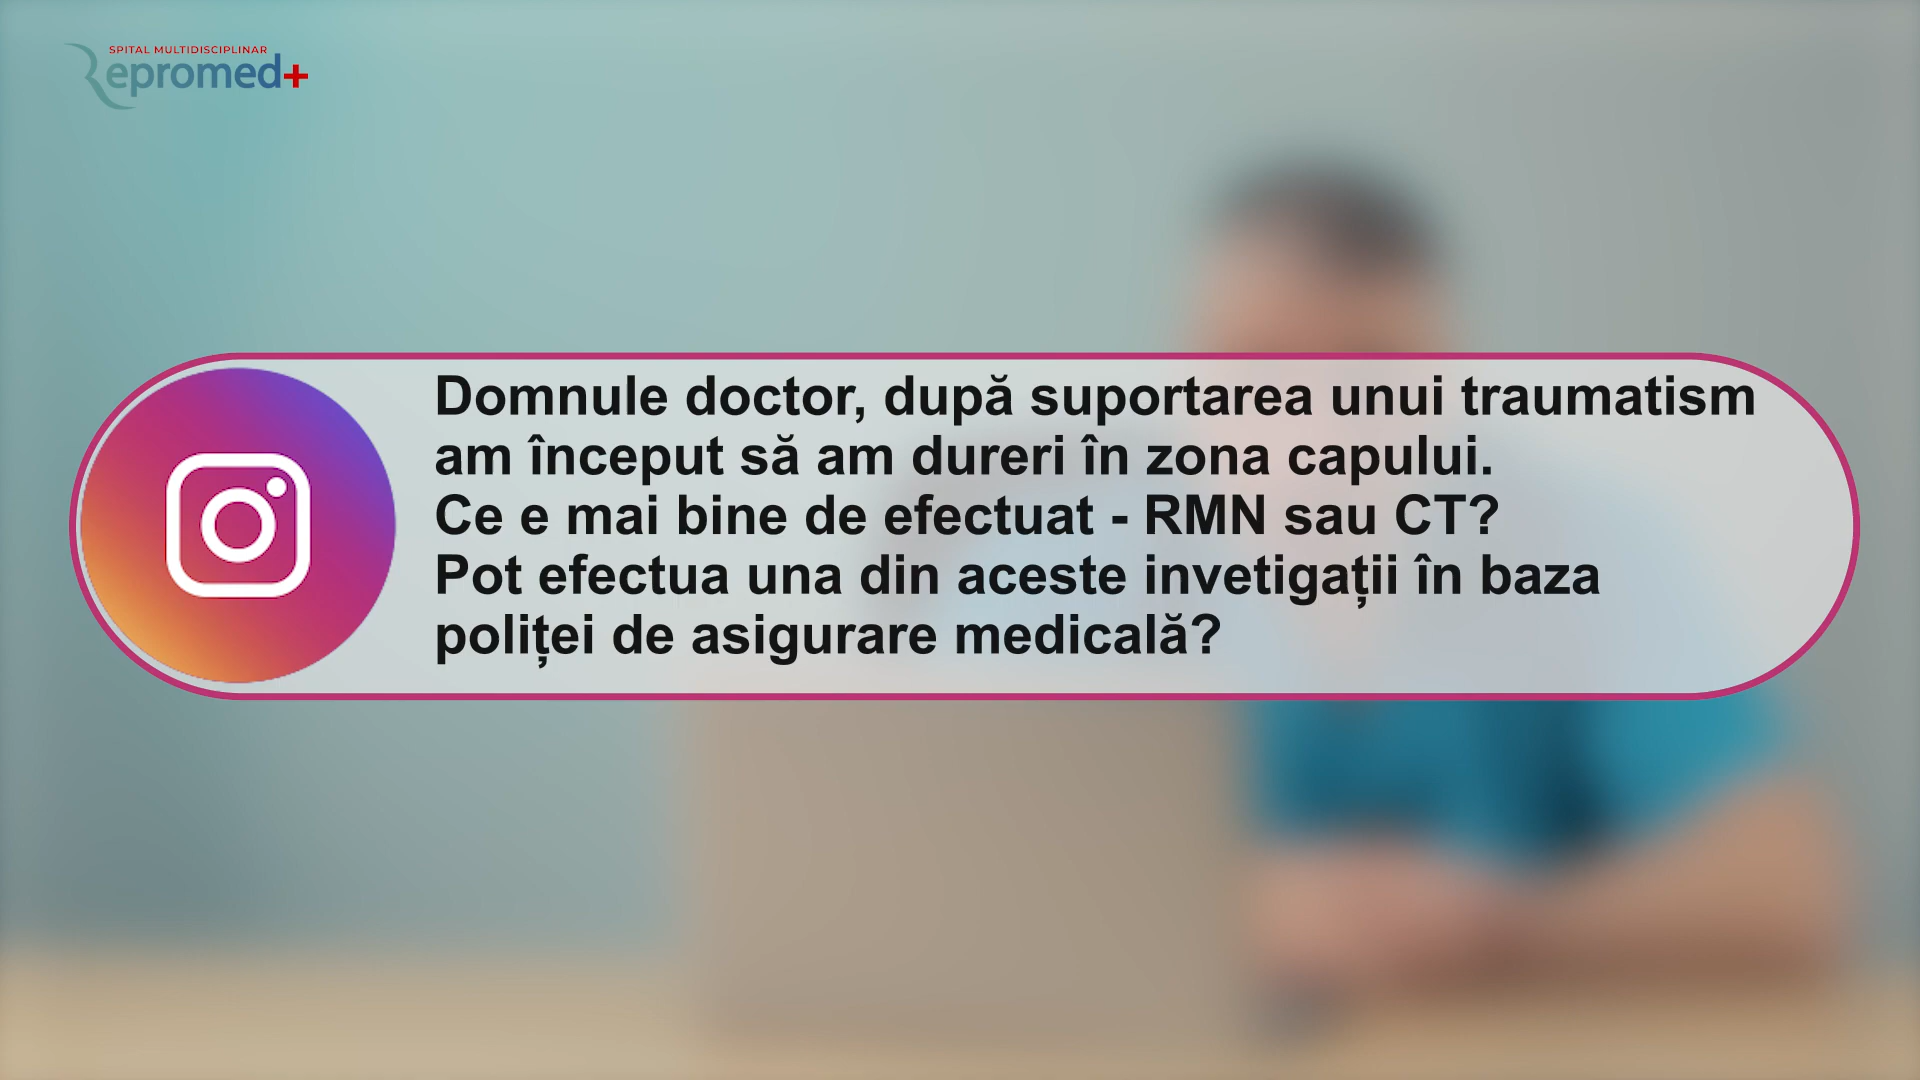 SPITAL MULTIDISCIPLINAR
Repromed+
Domnule doctor, după suportarea unui traumatism
am început să am dureri în zona capului.
Ce e mai bine de efectuat - RMN sau CT?
Pot efectua una din aceste invetigații în baza
poliței de asigurare medicală?